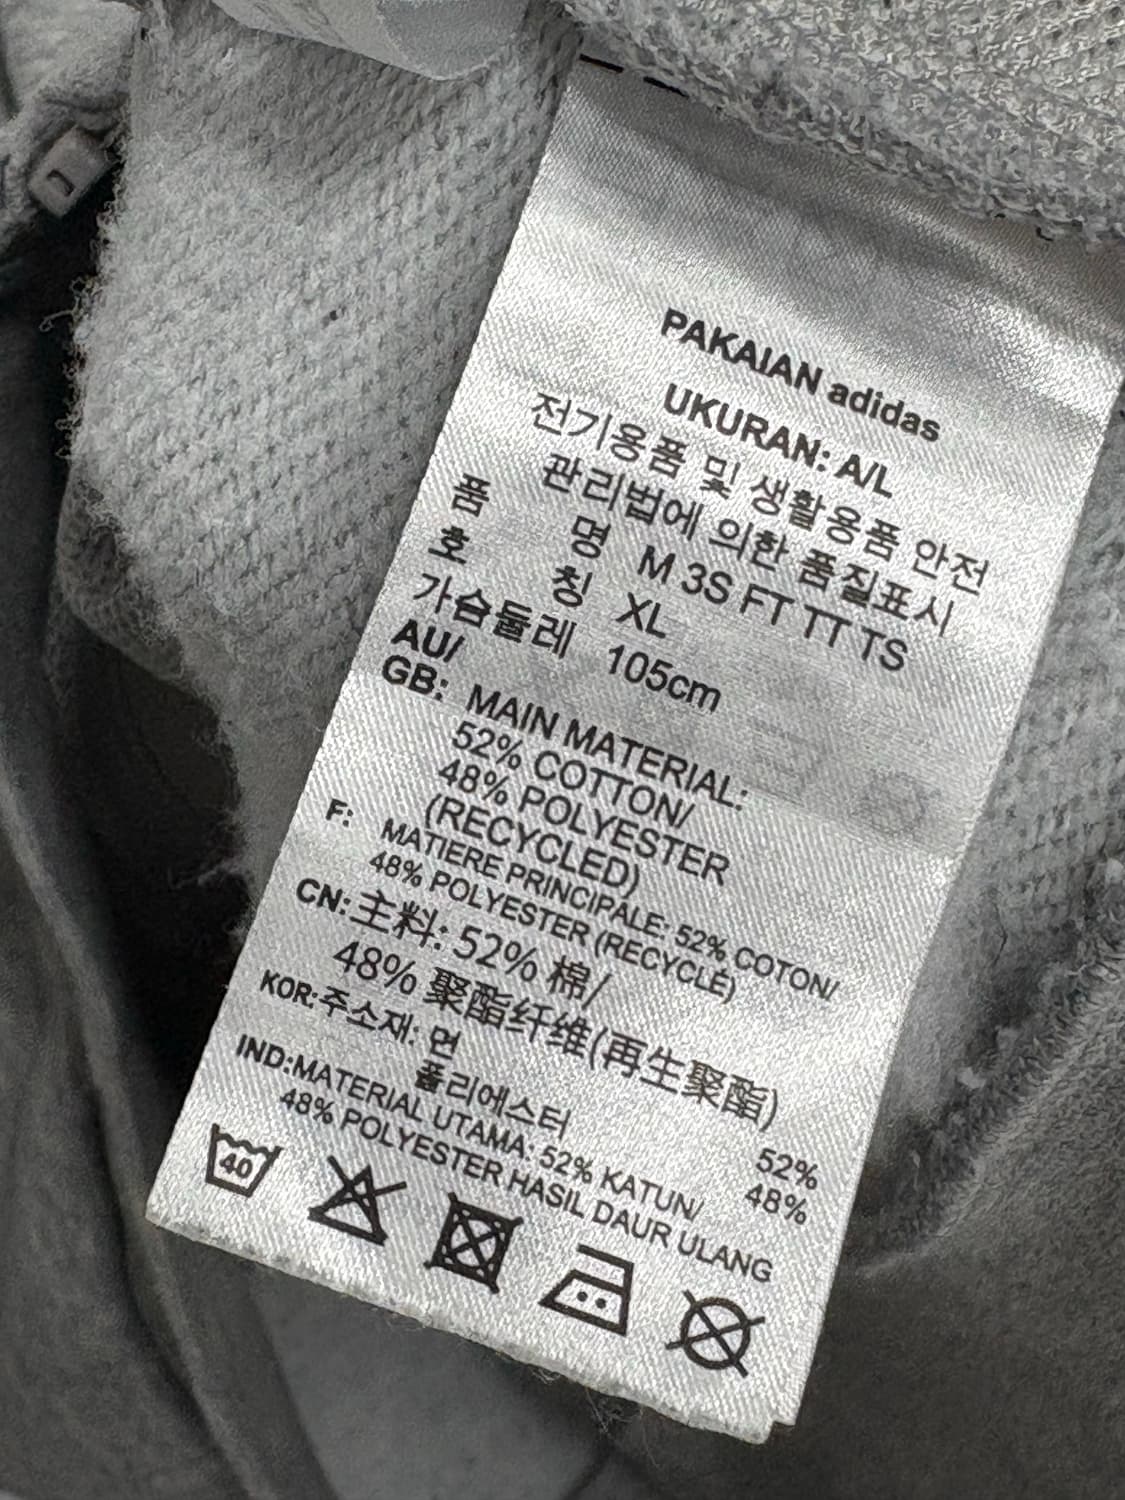 PAKAIAN adidas
UKURAN: A/L
전기용품 및 생활용품 안전
관리법에 의한 품질표시
품 명 M 3S FT TT TS
호 칭 XL
가슴둘레 105cm
AU/
GB: MAIN MATERIAL:
52% COTTON/
48% POLYESTER
(RECYCLED)
F: MATIERE PRINCIPALE: 52% COTON/
48% POLYESTER (RECYCLÉ)
CN: 主料: 52% 棉/
48% 聚酯纤维(再生聚酯)
KOR: 주소재: 면 52%
폴리에스터 48%
IND:MATERIAL UTAMA: 52% KATUN/
48% POLYESTER HASIL DAUR ULANG
40